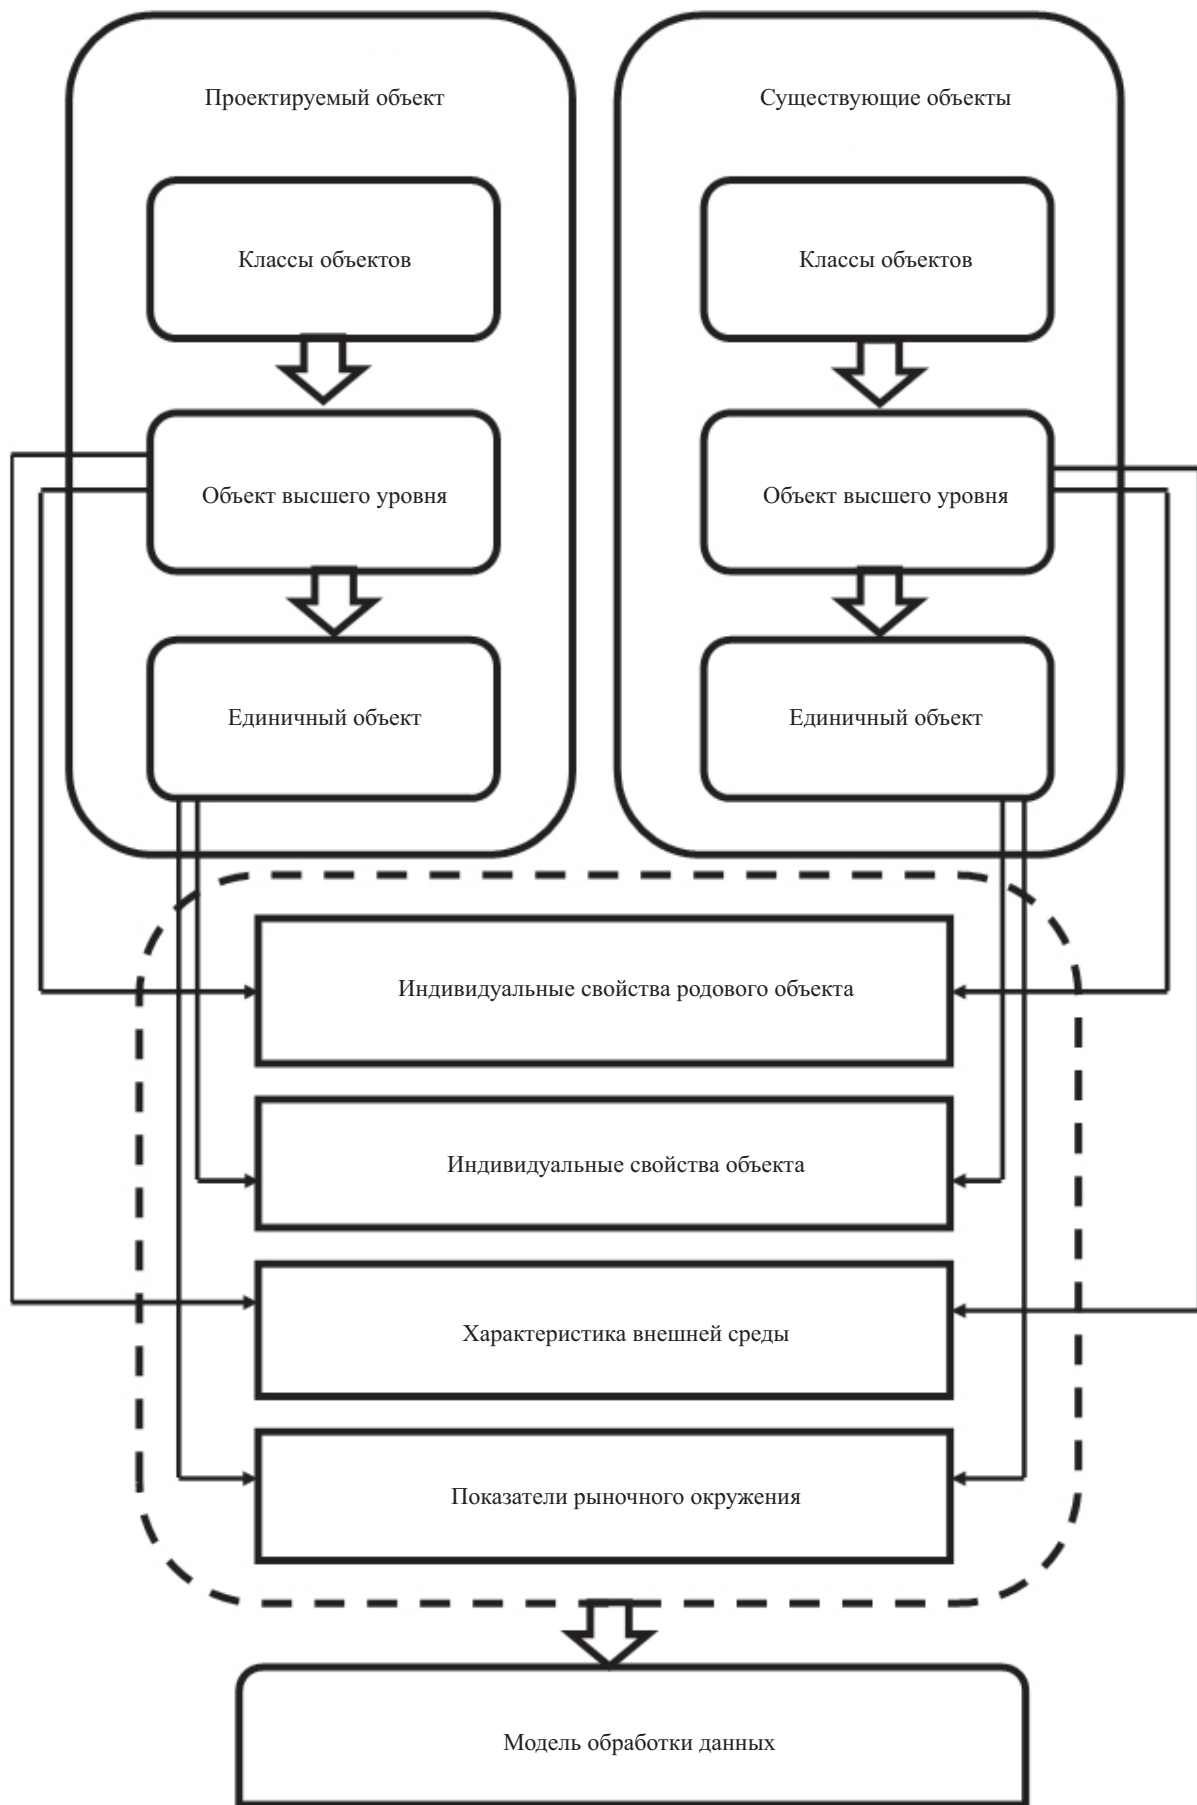 Проектируемый объект
Существующие объекты
Классы объектов
Классы объектов
Объект высшего уровня
Объект высшего уровня
Единичный объект
Единичный объект
Индивидуальные свойства родового объекта
Индивидуальные свойства объекта
Характеристика внешней среды
Показатели рыночного окружения
Модель обработки данных